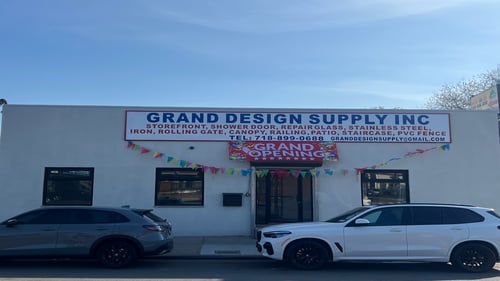 GRAND DESIGN SUPPLY INC
STOREFRONT, SHOWER DOOR, REPAIR GLASS, STAINLESS STEEL,
IRON, ROLLING GATE, CANOPY, RAILING, PATIO, STAIRCASE, PVC FENCE
TEL: 718-899-0688 GRANDDESIGNSUPPLY@GMAIL.COM
GRAND
OPENING